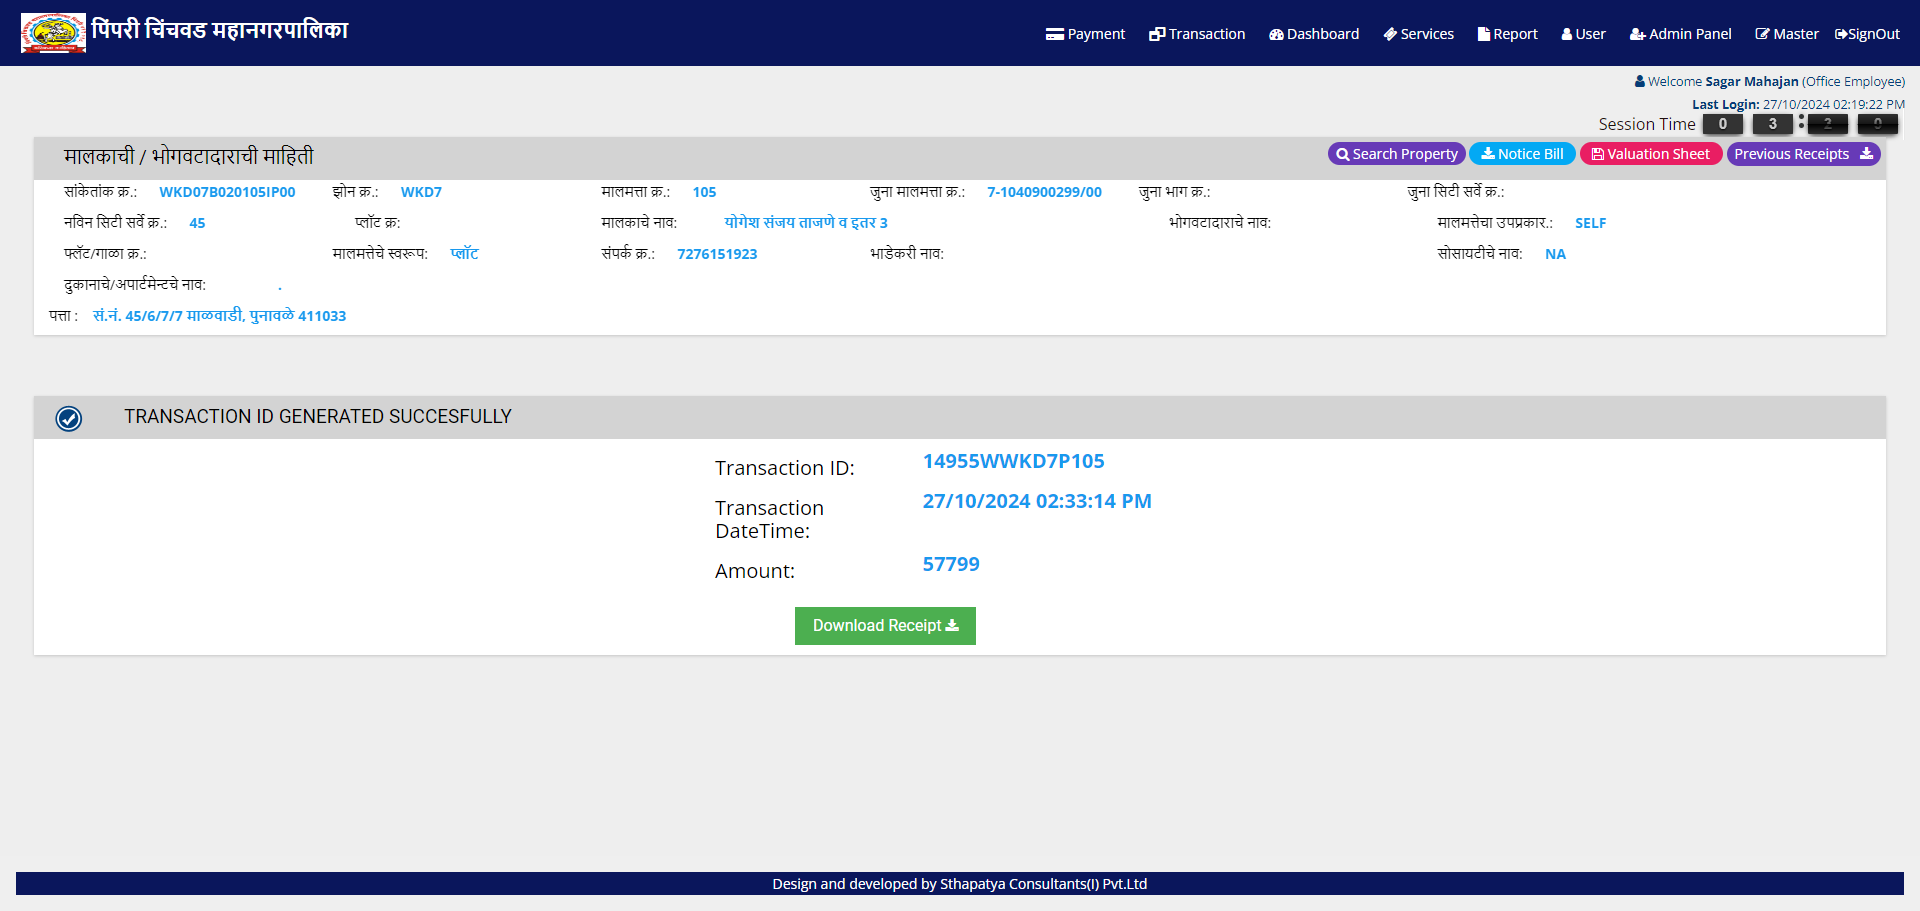 पिंपरी चिंचवड महानगरपालिका
Payment Transaction Dashboard Services Report User Admin Panel Master SignOut
Welcome Sagar Mahajan (Office Employee)
Last Login: 27/10/2024 02:19:22 PM
Session Time 0 3 : 2 0
मालकाची / भोगवटादाराची माहिती Search Property Notice Bill Valuation Sheet Previous Receipts
सांकेतांक क्र.: WKD07B020105IP00 झोन क्र.: WKD7 मालमत्ता क्र.: 105 जुना मालमत्ता क्र.: 7-1040900299/00 जुना भाग क्र.: जुना सिटी सर्वे क्र.:
नविन सिटी सर्वे क्र.: 45 प्लॉट क्र: मालकाचे नाव: योगेश संजय ताजणे व इतर 3 भोगवटादाराचे नाव: मालमत्तेचा उपप्रकार.: SELF
फ्लॅट/गाळा क्र.: मालमत्तेचे स्वरूप: प्लॉट संपर्क क्र.: 7276151923 भाडेकरी नाव: सोसायटीचे नाव: NA
दुकानाचे/अपार्टमेन्टचे नाव: .
पत्ता : सं.नं. 45/6/7/7 माळवाडी, पुनावळे 411033
TRANSACTION ID GENERATED SUCCESFULLY
Transaction ID: 14955WWKD7P105
Transaction 27/10/2024 02:33:14 PM
DateTime:
Amount: 57799
Download Receipt
Design and developed by Sthapatya Consultants(I) Pvt.Ltd